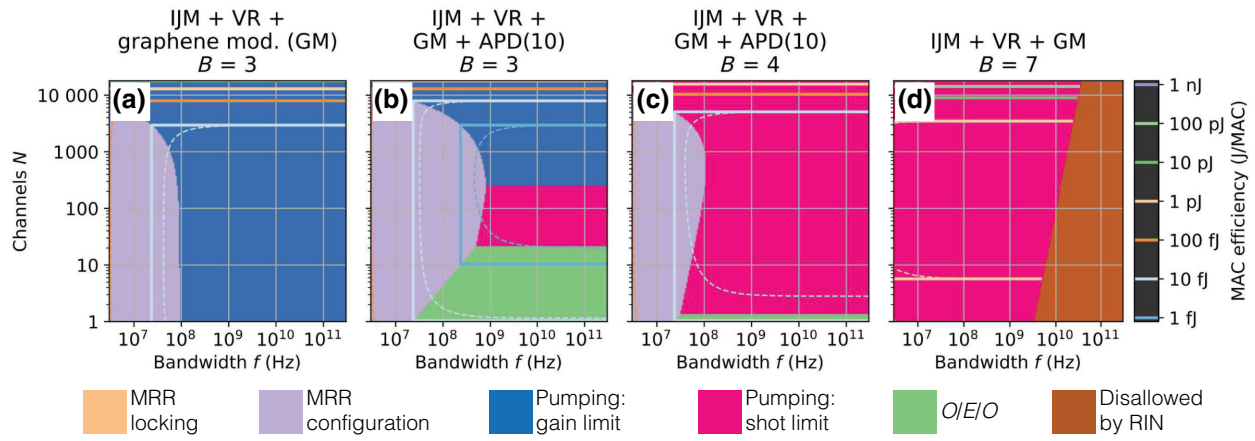 IJM + VR +
graphene mod. (GM)
B = 3
IJM + VR +
GM + APD(10)
B = 3
IJM + VR +
GM + APD(10)
B = 4
IJM + VR + GM
B = 7
(a)
(b)
(c)
(d)
Channels N
10 000
1000
100
10
1
10⁷ 10⁸ 10⁹ 10¹⁰ 10¹¹
Bandwidth f (Hz)
10⁷ 10⁸ 10⁹ 10¹⁰ 10¹¹
Bandwidth f (Hz)
10⁷ 10⁸ 10⁹ 10¹⁰ 10¹¹
Bandwidth f (Hz)
10⁷ 10⁸ 10⁹ 10¹⁰ 10¹¹
Bandwidth f (Hz)
1 nJ
100 pJ
10 pJ
1 pJ
100 fJ
10 fJ
1 fJ
MAC efficiency (J/MAC)
MRR
locking
MRR
configuration
Pumping:
gain limit
Pumping:
shot limit
O/E/O
Disallowed
by RIN